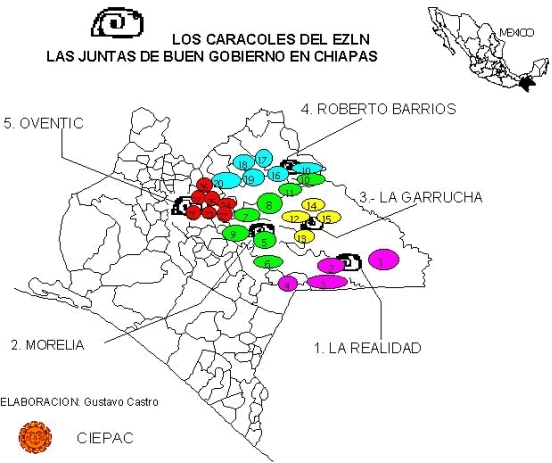 LOS CARACOLES DEL EZLN
LAS JUNTAS DE BUEN GOBIERNO EN CHIAPAS
MEXICO
4. ROBERTO BARRIOS
5. OVENTIC
3.- LA GARRUCHA
18
17
20
19
16
10
10
11
8
7
9
5
6
14
12
15
13
2
1
4
3
2. MORELIA
1. LA REALIDAD
ELABORACION: Gustavo Castro
CIEPAC